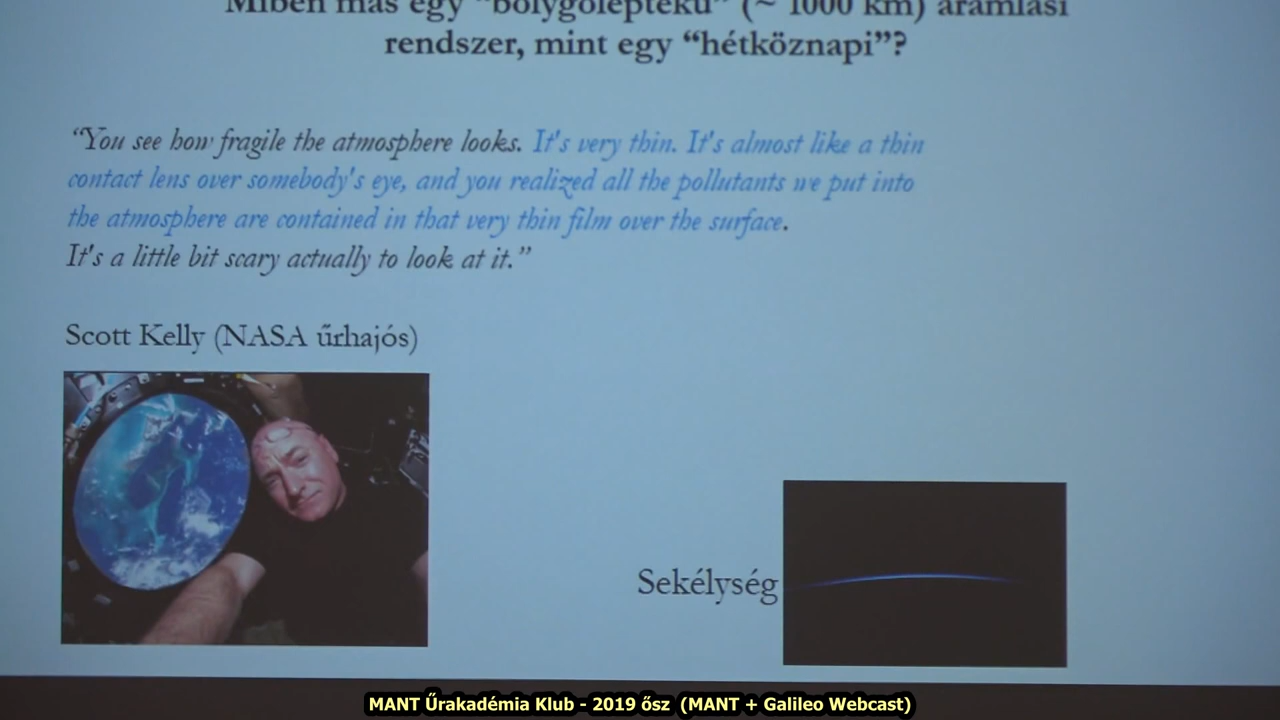 Miben más egy "bolygóléptékű" (~ 1000 km) áramlási
rendszer, mint egy “hétköznapi”?
“You see how fragile the atmosphere looks. It's very thin. It's almost like a thin
contact lens over somebody's eye, and you realized all the pollutants we put into
the atmosphere are contained in that very thin film over the surface.
It's a little bit scary actually to look at it.”
Scott Kelly (NASA űrhajós)
Sekélység
MANT Űrakadémia Klub - 2019 ősz (MANT + Galileo Webcast)